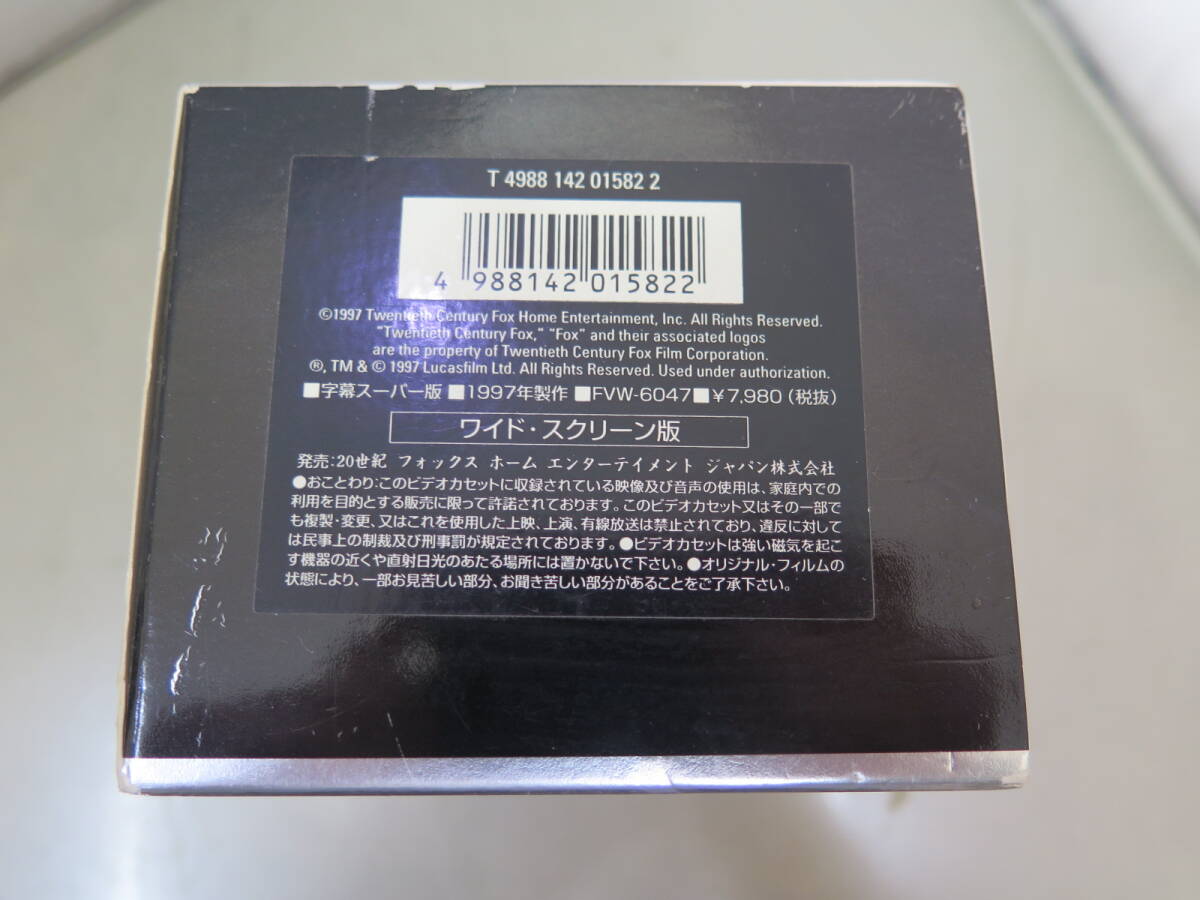 T 4988 142 01582 2
4 988142 015822
©1997 Twentieth Century Fox Home Entertainment, Inc. All Rights Reserved.
"Twentieth Century Fox," "Fox" and their associated logos
are the property of Twentieth Century Fox Film Corporation.
®, TM & © 1997 Lucasfilm Ltd. All Rights Reserved. Used under authorization.
■字幕スーパー版 ■1997年製作 ■FVW-6047■¥7,980(税抜)
ワイド・スクリーン版
発売:20世紀 フォックス ホーム エンターテイメント ジャパン株式会社
●おことわり:このビデオカセットに収録されている映像及び音声の使用は、家庭内での
利用を目的とする販売に限って許諾されております。このビデオカセット又はその一部で
も複製・変更、又はこれを使用した上映、上演、有線放送は禁止されており、違反に対して
は民事上の制裁及び刑事罰が規定されております。●ビデオカセットは強い磁気を起こ
す機器の近くや直射日光のあたる場所には置かないで下さい。●オリジナル・フィルムの
状態により、一部お見苦しい部分、お聞き苦しい部分があることをご了承下さい。